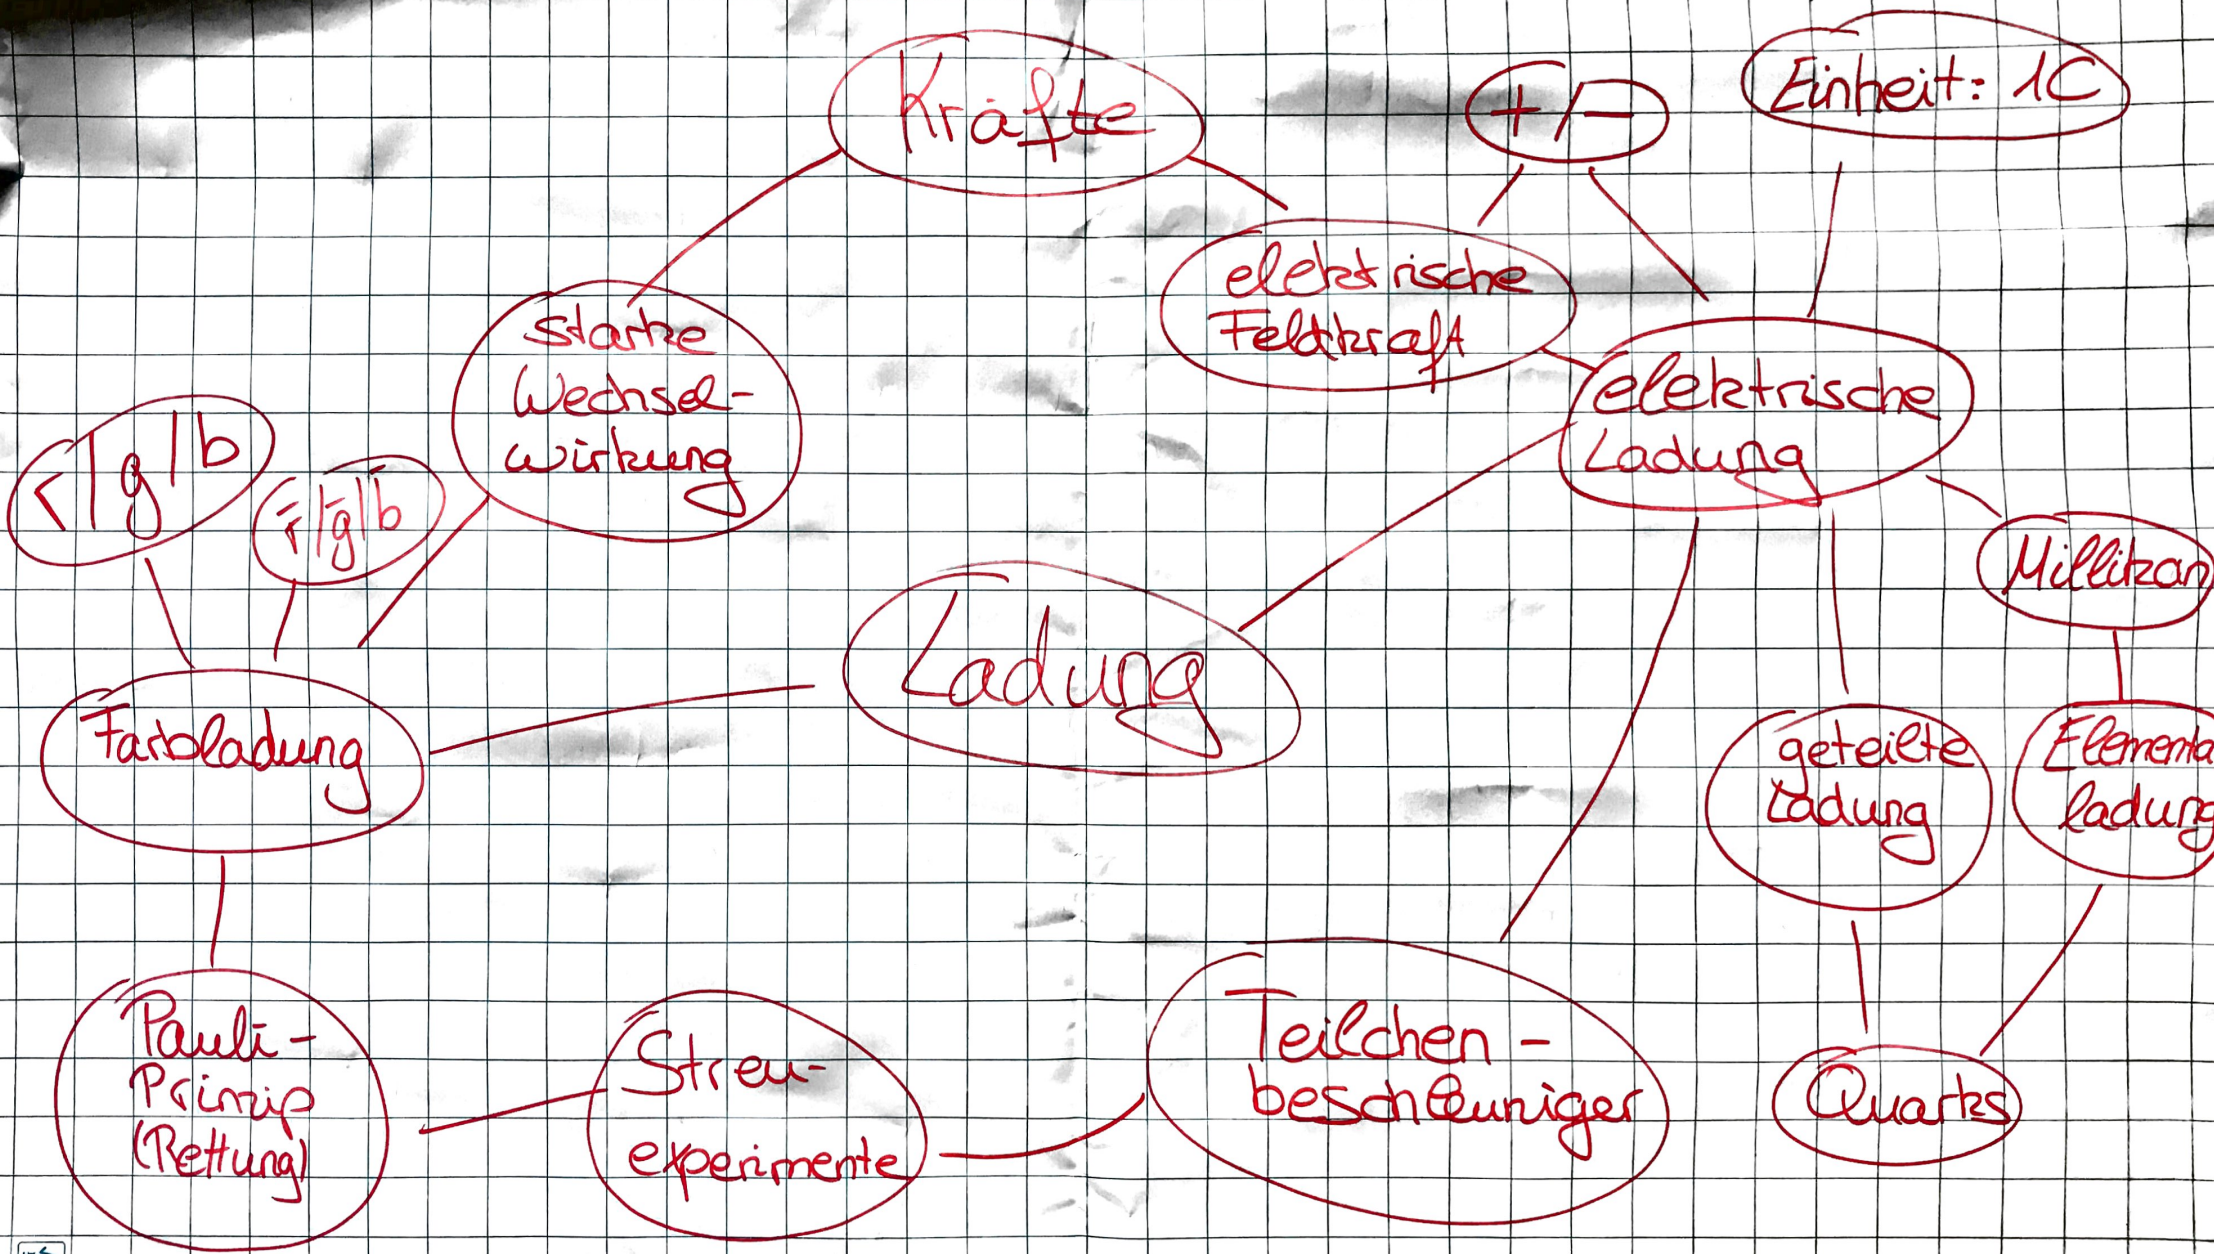 Kräfte
+/-
Einheit: 1C
elektrische
Feldkraft
starke
Wechsel-
wirkung
elektrische
Ladung
r/g/b
r̄/ḡ/b̄
Millikan
Ladung
Farbladung
geteilte
Ladung
Elementa
ladung
Pauli-
Prinzip
(Rettung)
Streu-
experimente
Teilchen-
beschleuniger
Quarks